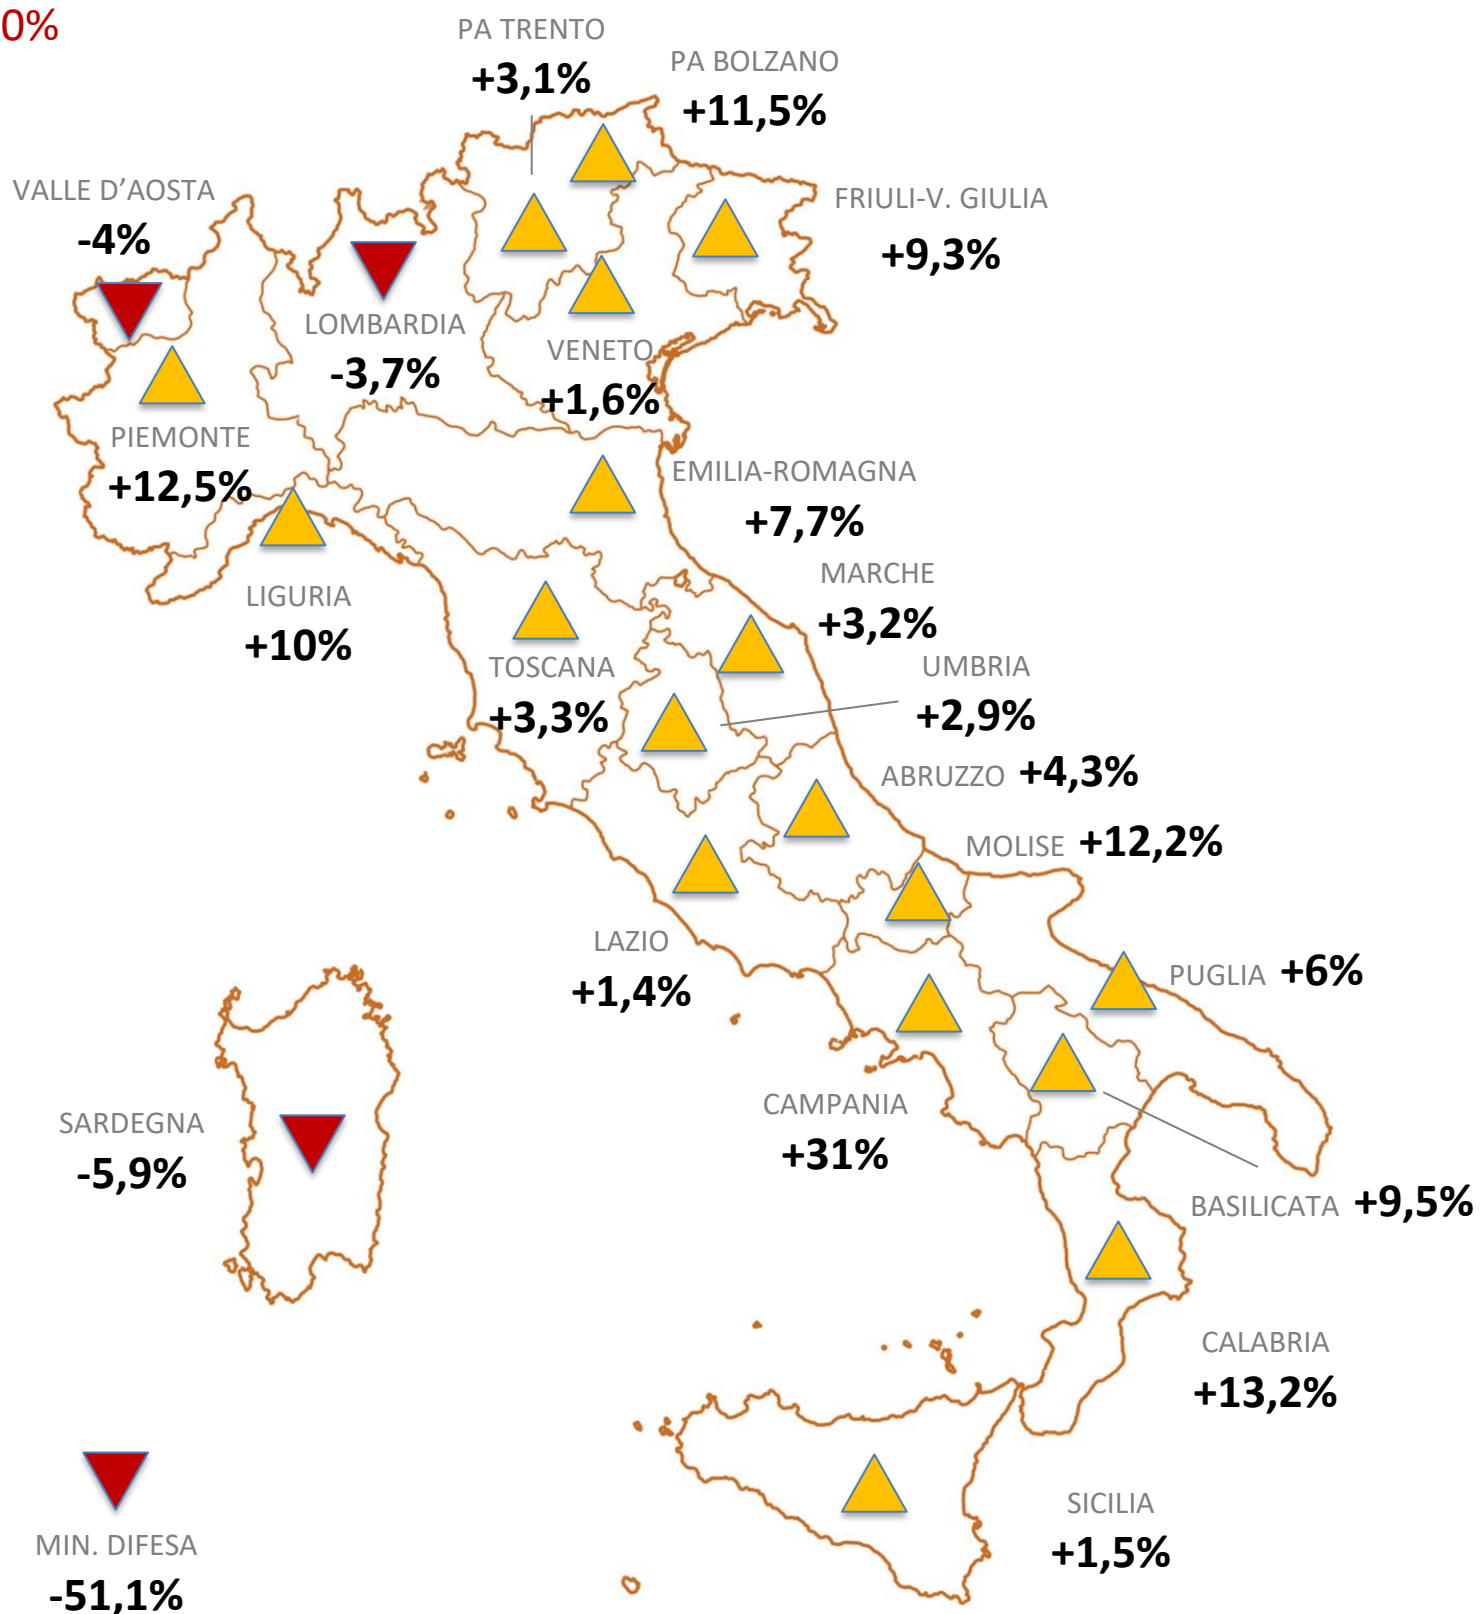 0%
PA TRENTO
+3,1%
PA BOLZANO
+11,5%
VALLE D’AOSTA
-4%
FRIULI-V. GIULIA
+9,3%
LOMBARDIA
-3,7%
VENETO
+1,6%
PIEMONTE
+12,5%
EMILIA-ROMAGNA
+7,7%
LIGURIA
+10%
MARCHE
+3,2%
TOSCANA
+3,3%
UMBRIA
+2,9%
ABRUZZO +4,3%
MOLISE +12,2%
LAZIO
+1,4%
PUGLIA +6%
CAMPANIA
+31%
SARDEGNA
-5,9%
BASILICATA +9,5%
CALABRIA
+13,2%
SICILIA
+1,5%
MIN. DIFESA
-51,1%